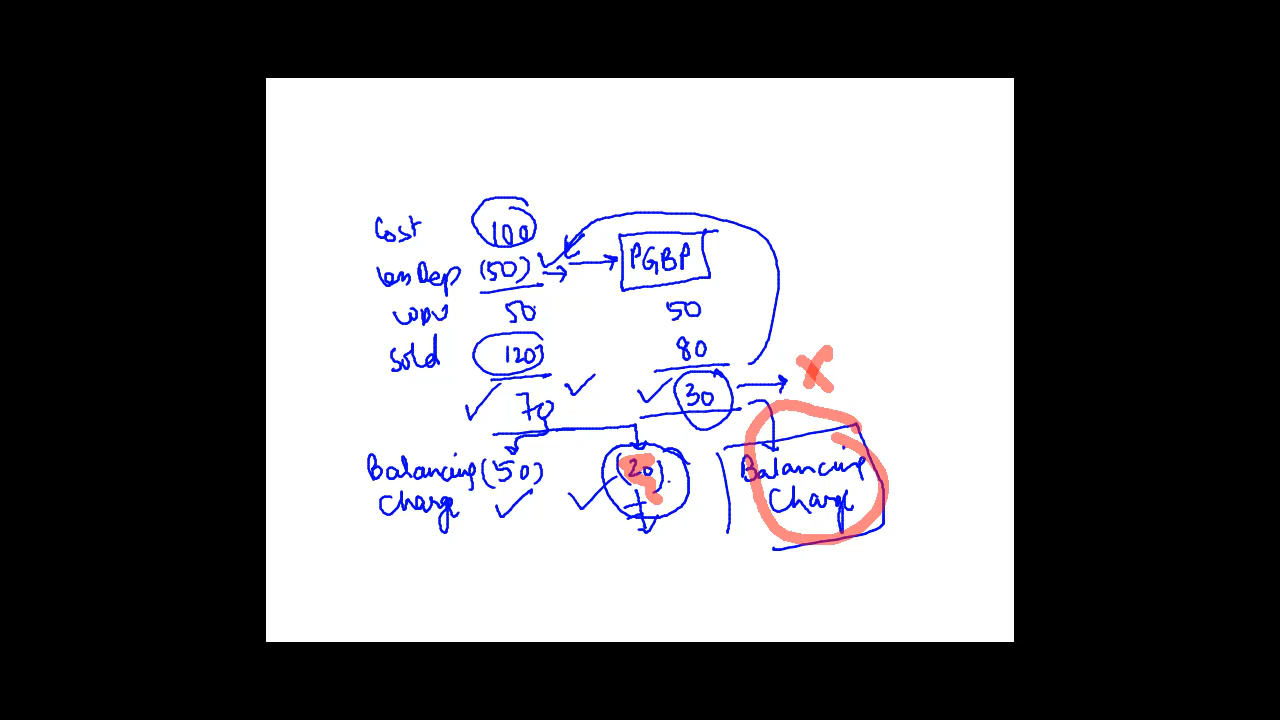 Cost 100
Less Dep (50) PGBP
WDV 50 50
Sold 120 80
70 30 X
Balancing (50) (20) Balancing
Charge Charge